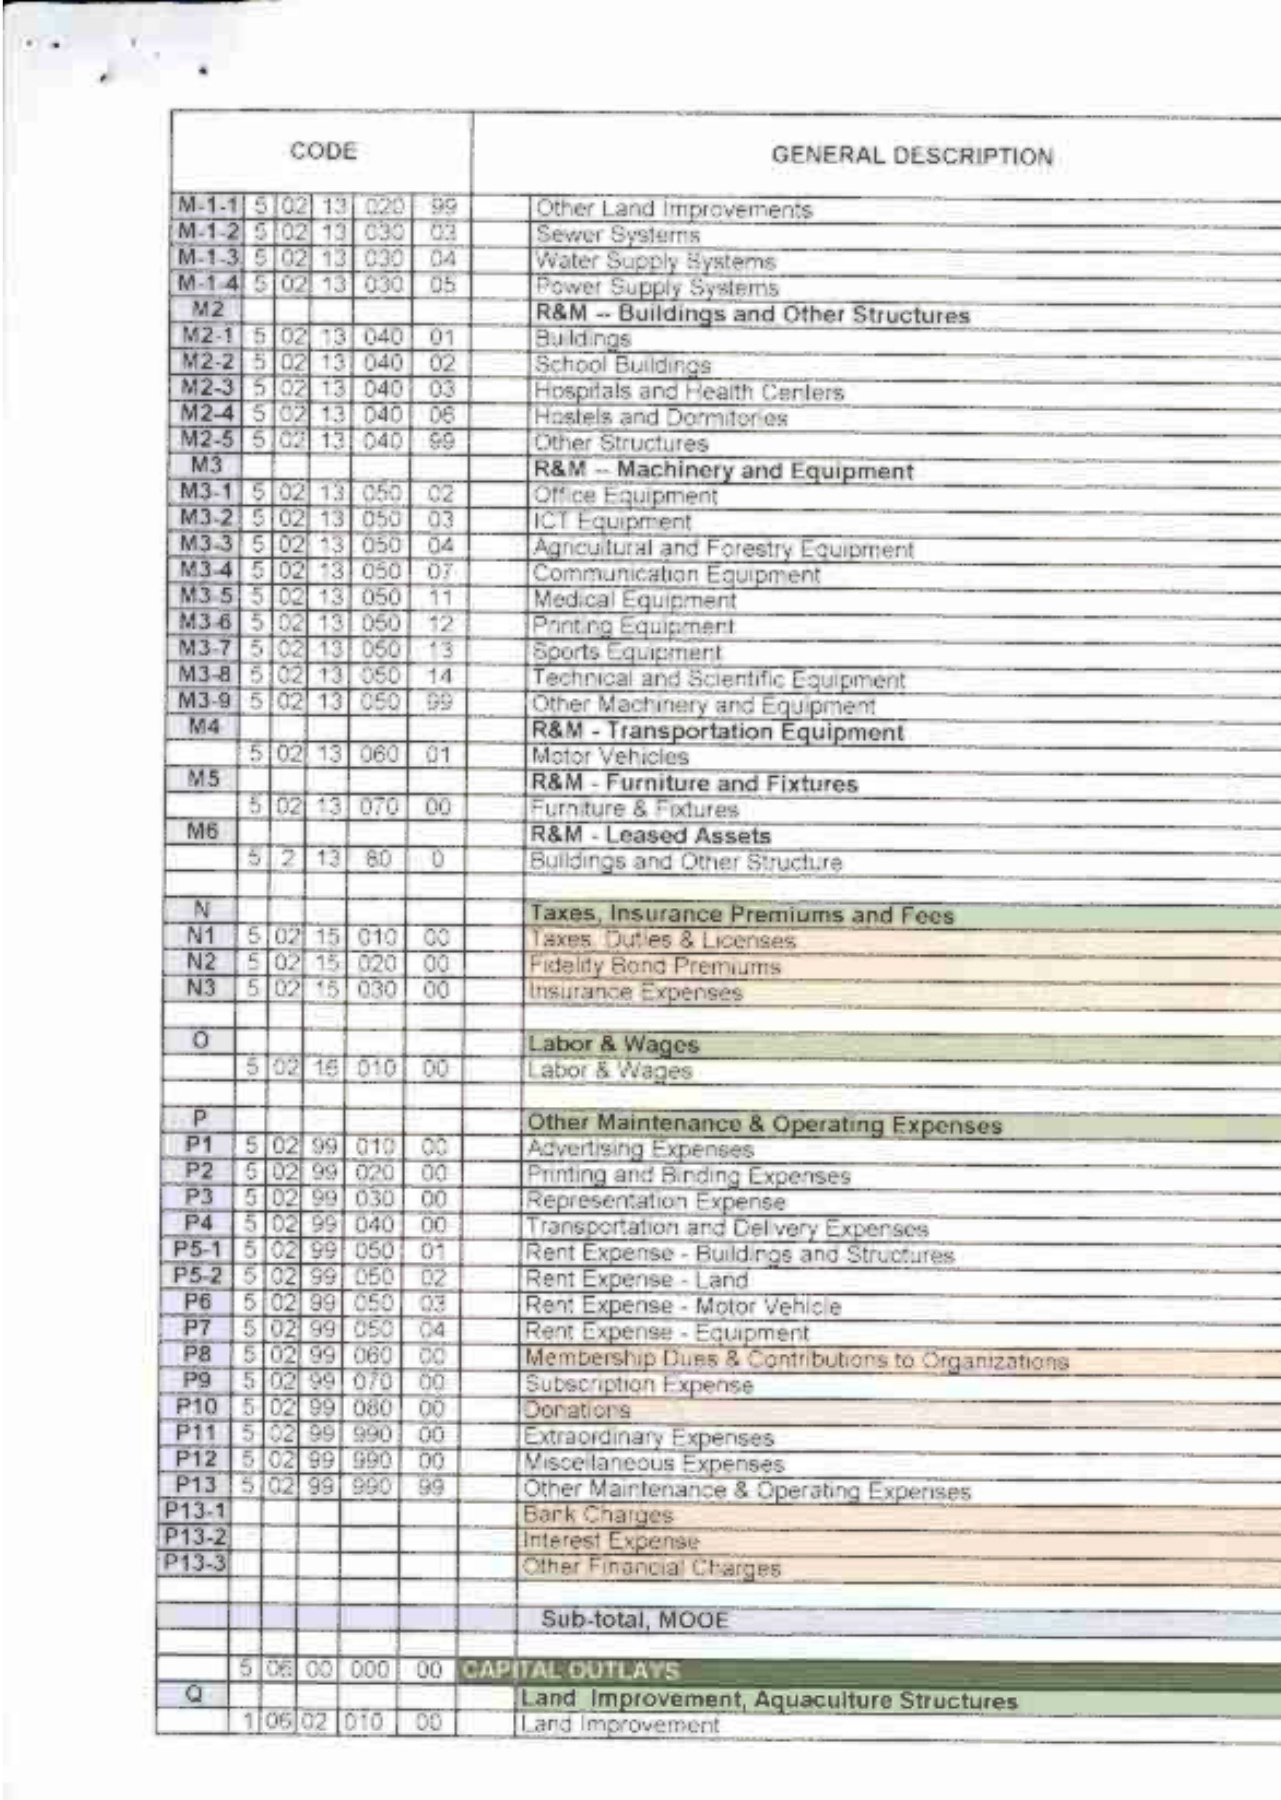 CODE GENERAL DESCRIPTION
M-1-1 5 02 13 020 99 Other Land Improvements
M-1-2 5 02 13 030 03 Sewer Systems
M-1-3 5 02 13 030 04 Water Supply Systems
M-1-4 5 02 13 030 05 Power Supply Systems
M2 R&M -- Buildings and Other Structures
M2-1 5 02 13 040 01 Buildings
M2-2 5 02 13 040 02 School Buildings
M2-3 5 02 13 040 03 Hospitals and Health Centers
M2-4 5 02 13 040 06 Hostels and Dormitories
M2-5 5 02 13 040 99 Other Structures
M3 R&M -- Machinery and Equipment
M3-1 5 02 13 050 02 Office Equipment
M3-2 5 02 13 050 03 ICT Equipment
M3-3 5 02 13 050 04 Agricultural and Forestry Equipment
M3-4 5 02 13 050 07 Communication Equipment
M3-5 5 02 13 050 11 Medical Equipment
M3-6 5 02 13 050 12 Printing Equipment
M3-7 5 02 13 050 13 Sports Equipment
M3-8 5 02 13 050 14 Technical and Scientific Equipment
M3-9 5 02 13 050 99 Other Machinery and Equipment
M4 R&M - Transportation Equipment
5 02 13 060 01 Motor Vehicles
M5 R&M - Furniture and Fixtures
5 02 13 070 00 Furniture & Fixtures
M6 R&M - Leased Assets
5 2 13 80 0 Buildings and Other Structure
N Taxes, Insurance Premiums and Fees
N1 5 02 15 010 00 Taxes, Duties & Licenses
N2 5 02 15 020 00 Fidelity Bond Premiums
N3 5 02 15 030 00 Insurance Expenses
O Labor & Wages
5 02 16 010 00 Labor & Wages
P Other Maintenance & Operating Expenses
P1 5 02 99 010 00 Advertising Expenses
P2 5 02 99 020 00 Printing and Binding Expenses
P3 5 02 99 030 00 Representation Expense
P4 5 02 99 040 00 Transportation and Delivery Expenses
P5-1 5 02 99 050 01 Rent Expense - Buildings and Structures
P5-2 5 02 99 050 02 Rent Expense - Land
P6 5 02 99 050 03 Rent Expense - Motor Vehicle
P7 5 02 99 050 04 Rent Expense - Equipment
P8 5 02 99 060 00 Membership Dues & Contributions to Organizations
P9 5 02 99 070 00 Subscription Expense
P10 5 02 99 080 00 Donations
P11 5 02 99 990 00 Extraordinary Expenses
P12 5 02 99 990 00 Miscellaneous Expenses
P13 5 02 99 990 99 Other Maintenance & Operating Expenses
P13-1 Bank Charges
P13-2 Interest Expense
P13-3 Other Financial Charges
Sub-total, MOOE
5 06 00 000 00 CAPITAL OUTLAYS
Q Land Improvement, Aquaculture Structures
1 06 02 010 00 Land Improvement